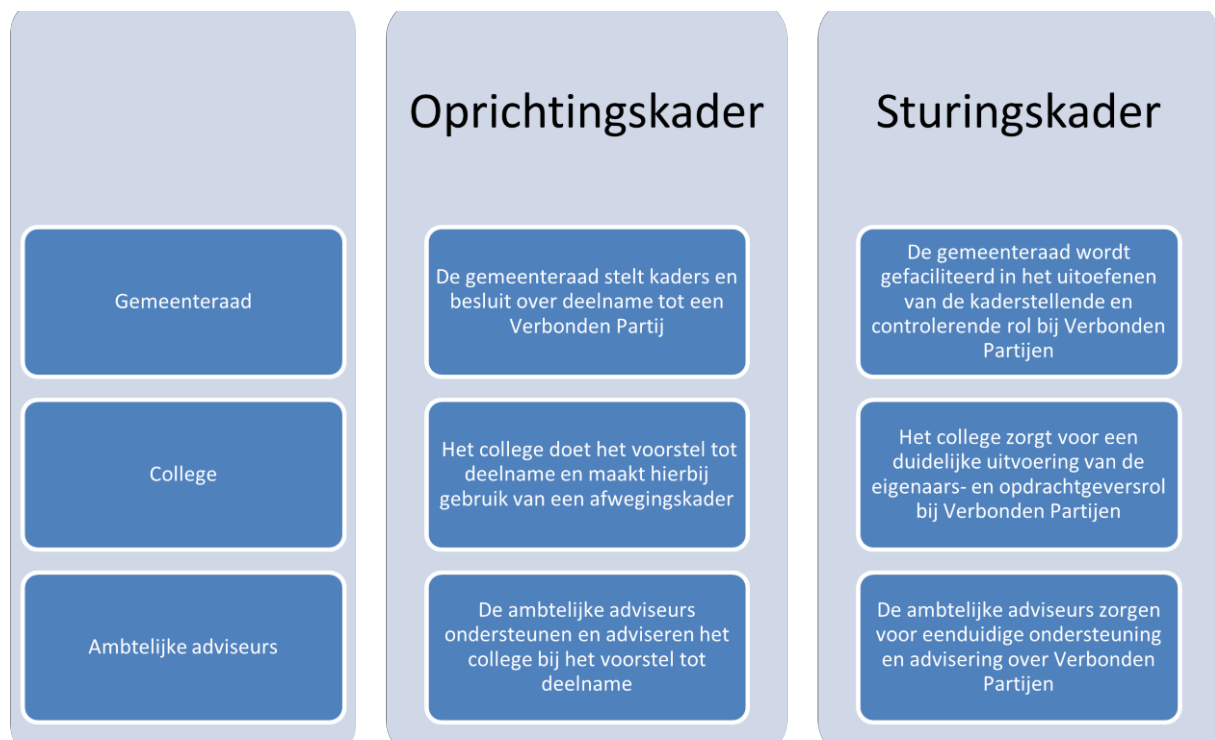 Oprichtingskader
Sturingskader
Gemeenteraad
De gemeenteraad stelt kaders en
besluit over deelname tot een
Verbonden Partij
De gemeenteraad wordt
gefaciliteerd in het uitoefenen
van de kaderstellende en
controlerende rol bij Verbonden
Partijen
College
Het college doet het voorstel tot
deelname en maakt hierbij
gebruik van een afwegingskader
Het college zorgt voor een
duidelijke uitvoering van de
eigenaars- en opdrachtgeversrol
bij Verbonden Partijen
Ambtelijke adviseurs
De ambtelijke adviseurs
ondersteunen en adviseren het
college bij het voorstel tot
deelname
De ambtelijke adviseurs zorgen
voor eenduidige ondersteuning
en advisering over Verbonden
Partijen